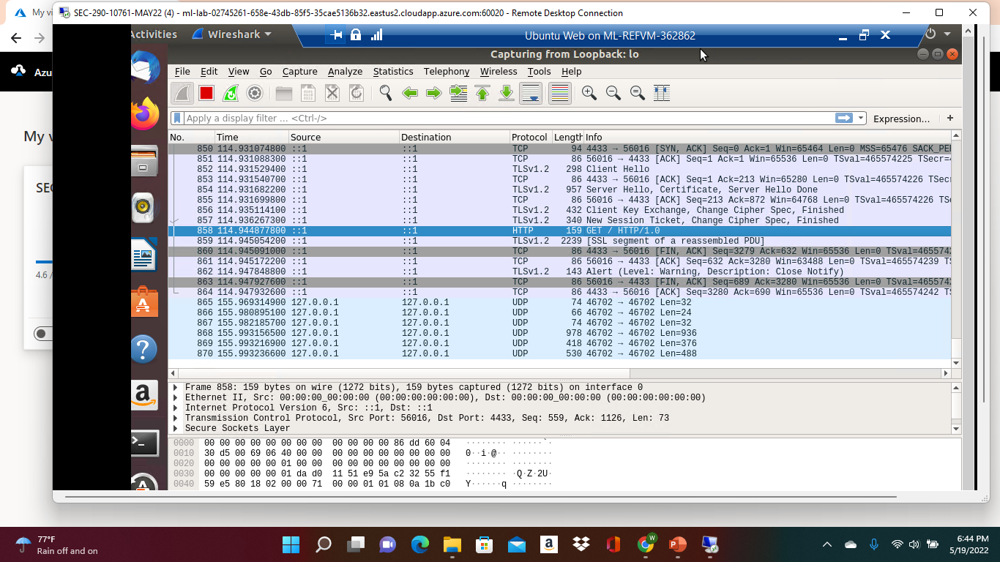 My vi
SEC-290-10761-MAY22 (4) - ml-lab-02745261-658e-43db-85f5-35cae5136b32.eastus2.cloudapp.azure.com:60020 - Remote Desktop Connection
Activities Wireshark Ubuntu Web on ML-REFVM-362862
Capturing from Loopback: lo
Azu
File Edit View Go Capture Analyze Statistics Telephony Wireless Tools Help
Apply a display filter ... <Ctrl-/> Expression... +
My v
No. Time Source Destination Protocol Length Info
850 114.931074800 ::1 ::1 TCP 94 4433 → 56016 [SYN, ACK] Seq=0 Ack=1 Win=65464 Len=0 MSS=65476 SACK_PE
851 114.931088300 ::1 ::1 TCP 86 56016 → 4433 [ACK] Seq=1 Ack=1 Win=65536 Len=0 TSval=465574225 TSecr=
852 114.931529400 ::1 ::1 TLSv1.2 298 Client Hello
853 114.931540700 ::1 ::1 TCP 86 4433 → 56016 [ACK] Seq=1 Ack=213 Win=65280 Len=0 TSval=465574226 TSec
SEC
854 114.931682200 ::1 ::1 TLSv1.2 957 Server Hello, Certificate, Server Hello Done
855 114.931699800 ::1 ::1 TCP 86 56016 → 4433 [ACK] Seq=213 Ack=872 Win=64768 Len=0 TSval=465574226 TS
856 114.935114100 ::1 ::1 TLSv1.2 432 Client Key Exchange, Change Cipher Spec, Finished
857 114.936267300 ::1 ::1 TLSv1.2 340 New Session Ticket, Change Cipher Spec, Finished
858 114.944877800 ::1 ::1 HTTP 159 GET / HTTP/1.0
859 114.945054200 ::1 ::1 TLSv1.2 2239 [SSL segment of a reassembled PDU]
860 114.945091000 ::1 ::1 TCP 86 4433 → 56016 [FIN, ACK] Seq=3279 Ack=632 Win=65536 Len=0 TSval=465574
861 114.945172200 ::1 ::1 TCP 86 56016 → 4433 [ACK] Seq=632 Ack=3280 Win=63488 Len=0 TSval=465574239 T
862 114.947848800 ::1 ::1 TLSv1.2 143 Alert (Level: Warning, Description: Close Notify)
4.6 /
863 114.947927600 ::1 ::1 TCP 86 56016 → 4433 [FIN, ACK] Seq=689 Ack=3280 Win=65536 Len=0 TSval=465574
864 114.947932600 ::1 ::1 TCP 86 4433 → 56016 [ACK] Seq=3280 Ack=690 Win=65536 Len=0 TSval=465574242 T
865 155.969314900 127.0.0.1 127.0.0.1 UDP 74 46702 → 46702 Len=32
866 155.980895100 127.0.0.1 127.0.0.1 UDP 66 46702 → 46702 Len=24
867 155.982185700 127.0.0.1 127.0.0.1 UDP 74 46702 → 46702 Len=32
868 155.993156500 127.0.0.1 127.0.0.1 UDP 978 46702 → 46702 Len=936
869 155.993216900 127.0.0.1 127.0.0.1 UDP 418 46702 → 46702 Len=376
870 155.993236600 127.0.0.1 127.0.0.1 UDP 530 46702 → 46702 Len=488
Frame 858: 159 bytes on wire (1272 bits), 159 bytes captured (1272 bits) on interface 0
Ethernet II, Src: 00:00:00_00:00:00 (00:00:00:00:00:00), Dst: 00:00:00_00:00:00 (00:00:00:00:00:00)
Internet Protocol Version 6, Src: ::1, Dst: ::1
Transmission Control Protocol, Src Port: 56016, Dst Port: 4433, Seq: 559, Ack: 1126, Len: 73
Secure Sockets Layer
0000 00 00 00 00 00 00 00 00 00 00 00 00 86 dd 60 04 ········ ······`·
0010 30 d5 00 69 06 40 00 00 00 00 00 00 00 00 00 00 0··i·@·· ········
0020 00 00 00 00 00 01 00 00 00 00 00 00 00 00 00 00 ········ ········
0030 00 00 00 00 00 01 da d0 11 51 e9 5a c2 32 55 f1 ········ ·Q·Z·2U·
0040 59 e5 80 18 02 00 00 71 00 00 01 01 08 0a 1b c0 Y······q ········
77°F
Rain off and on
W
6:44 PM
5/19/2022